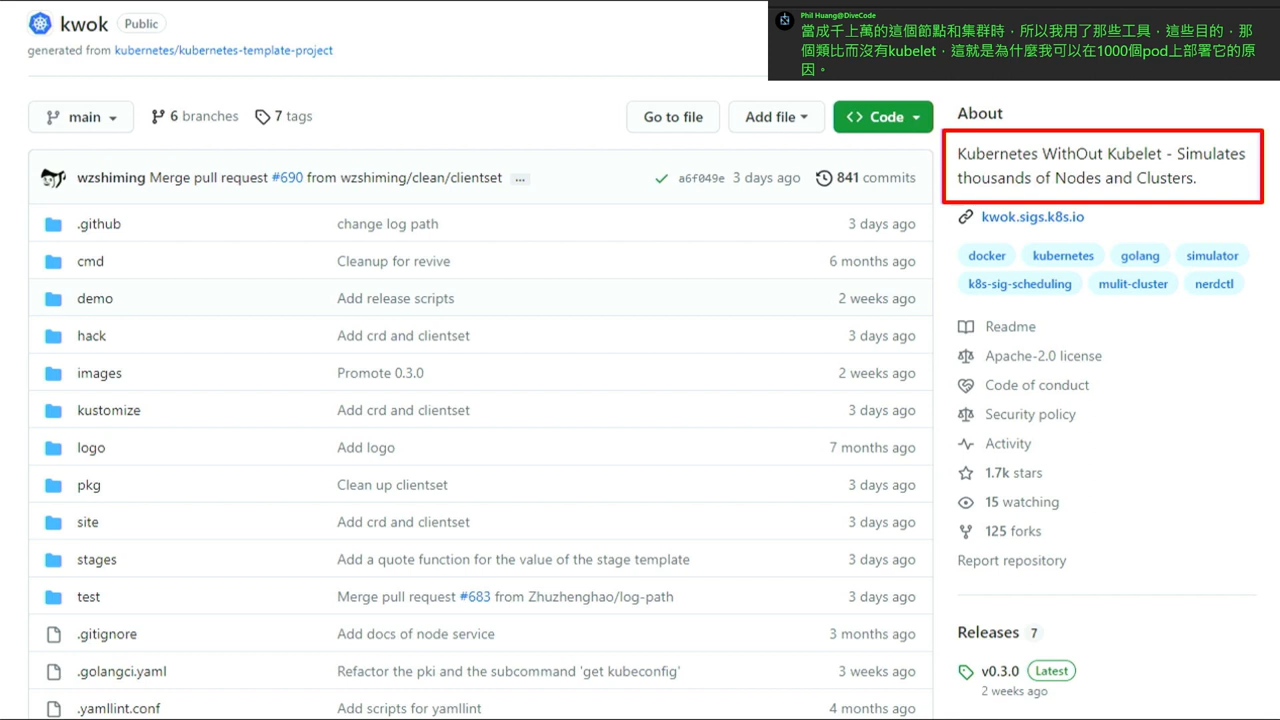 kwok Public
generated from kubernetes/kubernetes-template-project
Phil Huang@DiveCode
當成千上萬的這個節點和集群時，所以我用了那些工具，這些目的，那
個類比而沒有kubelet，這就是為什麼我可以在1000個pod上部署它的原
因。
main 6 branches 7 tags Go to file Add file Code
wzshiming Merge pull request #690 from wzshiming/clean/clientset ... a6f049e 3 days ago 841 commits
.github change log path 3 days ago
cmd Cleanup for revive 6 months ago
demo Add release scripts 2 weeks ago
hack Add crd and clientset 3 days ago
images Promote 0.3.0 2 weeks ago
kustomize Add crd and clientset 3 days ago
logo Add logo 7 months ago
pkg Clean up clientset 3 days ago
site Add crd and clientset 3 days ago
stages Add a quote function for the value of the stage template 3 days ago
test Merge pull request #683 from Zhuzhenghao/log-path 3 days ago
.gitignore Add docs of node service 3 months ago
.golangci.yaml Refactor the pki and the subcommand 'get kubeconfig' 3 weeks ago
.yamllint.conf Add scripts for yamllint 4 months ago
About
Kubernetes WithOut Kubelet - Simulates
thousands of Nodes and Clusters.
kwok.sigs.k8s.io
docker kubernetes golang simulator
k8s-sig-scheduling mulit-cluster nerdctl
Readme
Apache-2.0 license
Code of conduct
Security policy
Activity
1.7k stars
15 watching
125 forks
Report repository
Releases 7
v0.3.0 Latest
2 weeks ago